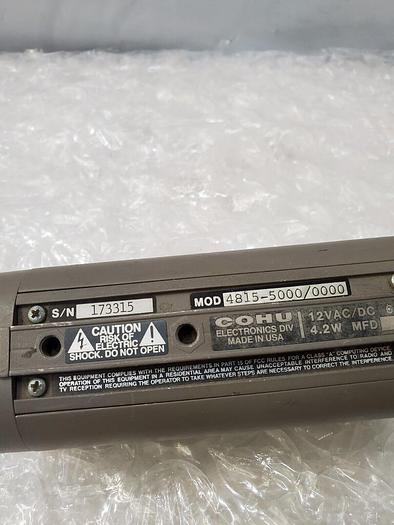 S/N 173315 MOD 4815-5000/0000
CAUTION
RISK OF
ELECTRIC
SHOCK. DO NOT OPEN
COHU
ELECTRONICS DIV
MADE IN USA
12VAC/DC
4.2W MFD
THIS EQUIPMENT COMPLIES WITH THE REQUIREMENTS IN PART 15 OF FCC RULES FOR A CLASS "A" COMPUTING DEVICE.
OPERATION OF THIS EQUIPMENT IN A RESIDENTIAL AREA MAY CAUSE UNACCEPTABLE INTERFERENCE TO RADIO AND
TV RECEPTION REQUIRING THE OPERATOR TO TAKE WHATEVER STEPS ARE NECESSARY TO CORRECT THE INTERFERENCE.